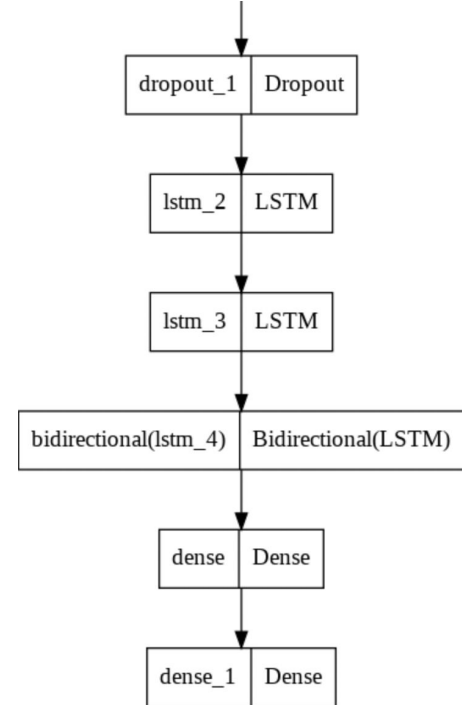 dropout_1 Dropout
lstm_2 LSTM
lstm_3 LSTM
bidirectional(lstm_4) Bidirectional(LSTM)
dense Dense
dense_1 Dense